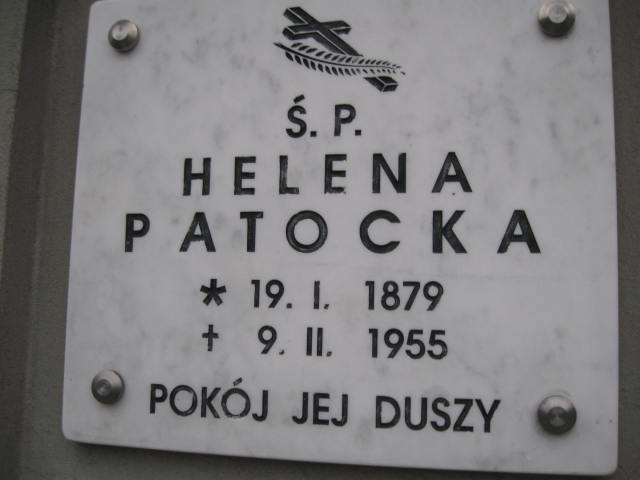 Ś. P.
HELENA
PATOCKA
* 19. I. 1879
† 9. II. 1955
POKÓJ JEJ DUSZY